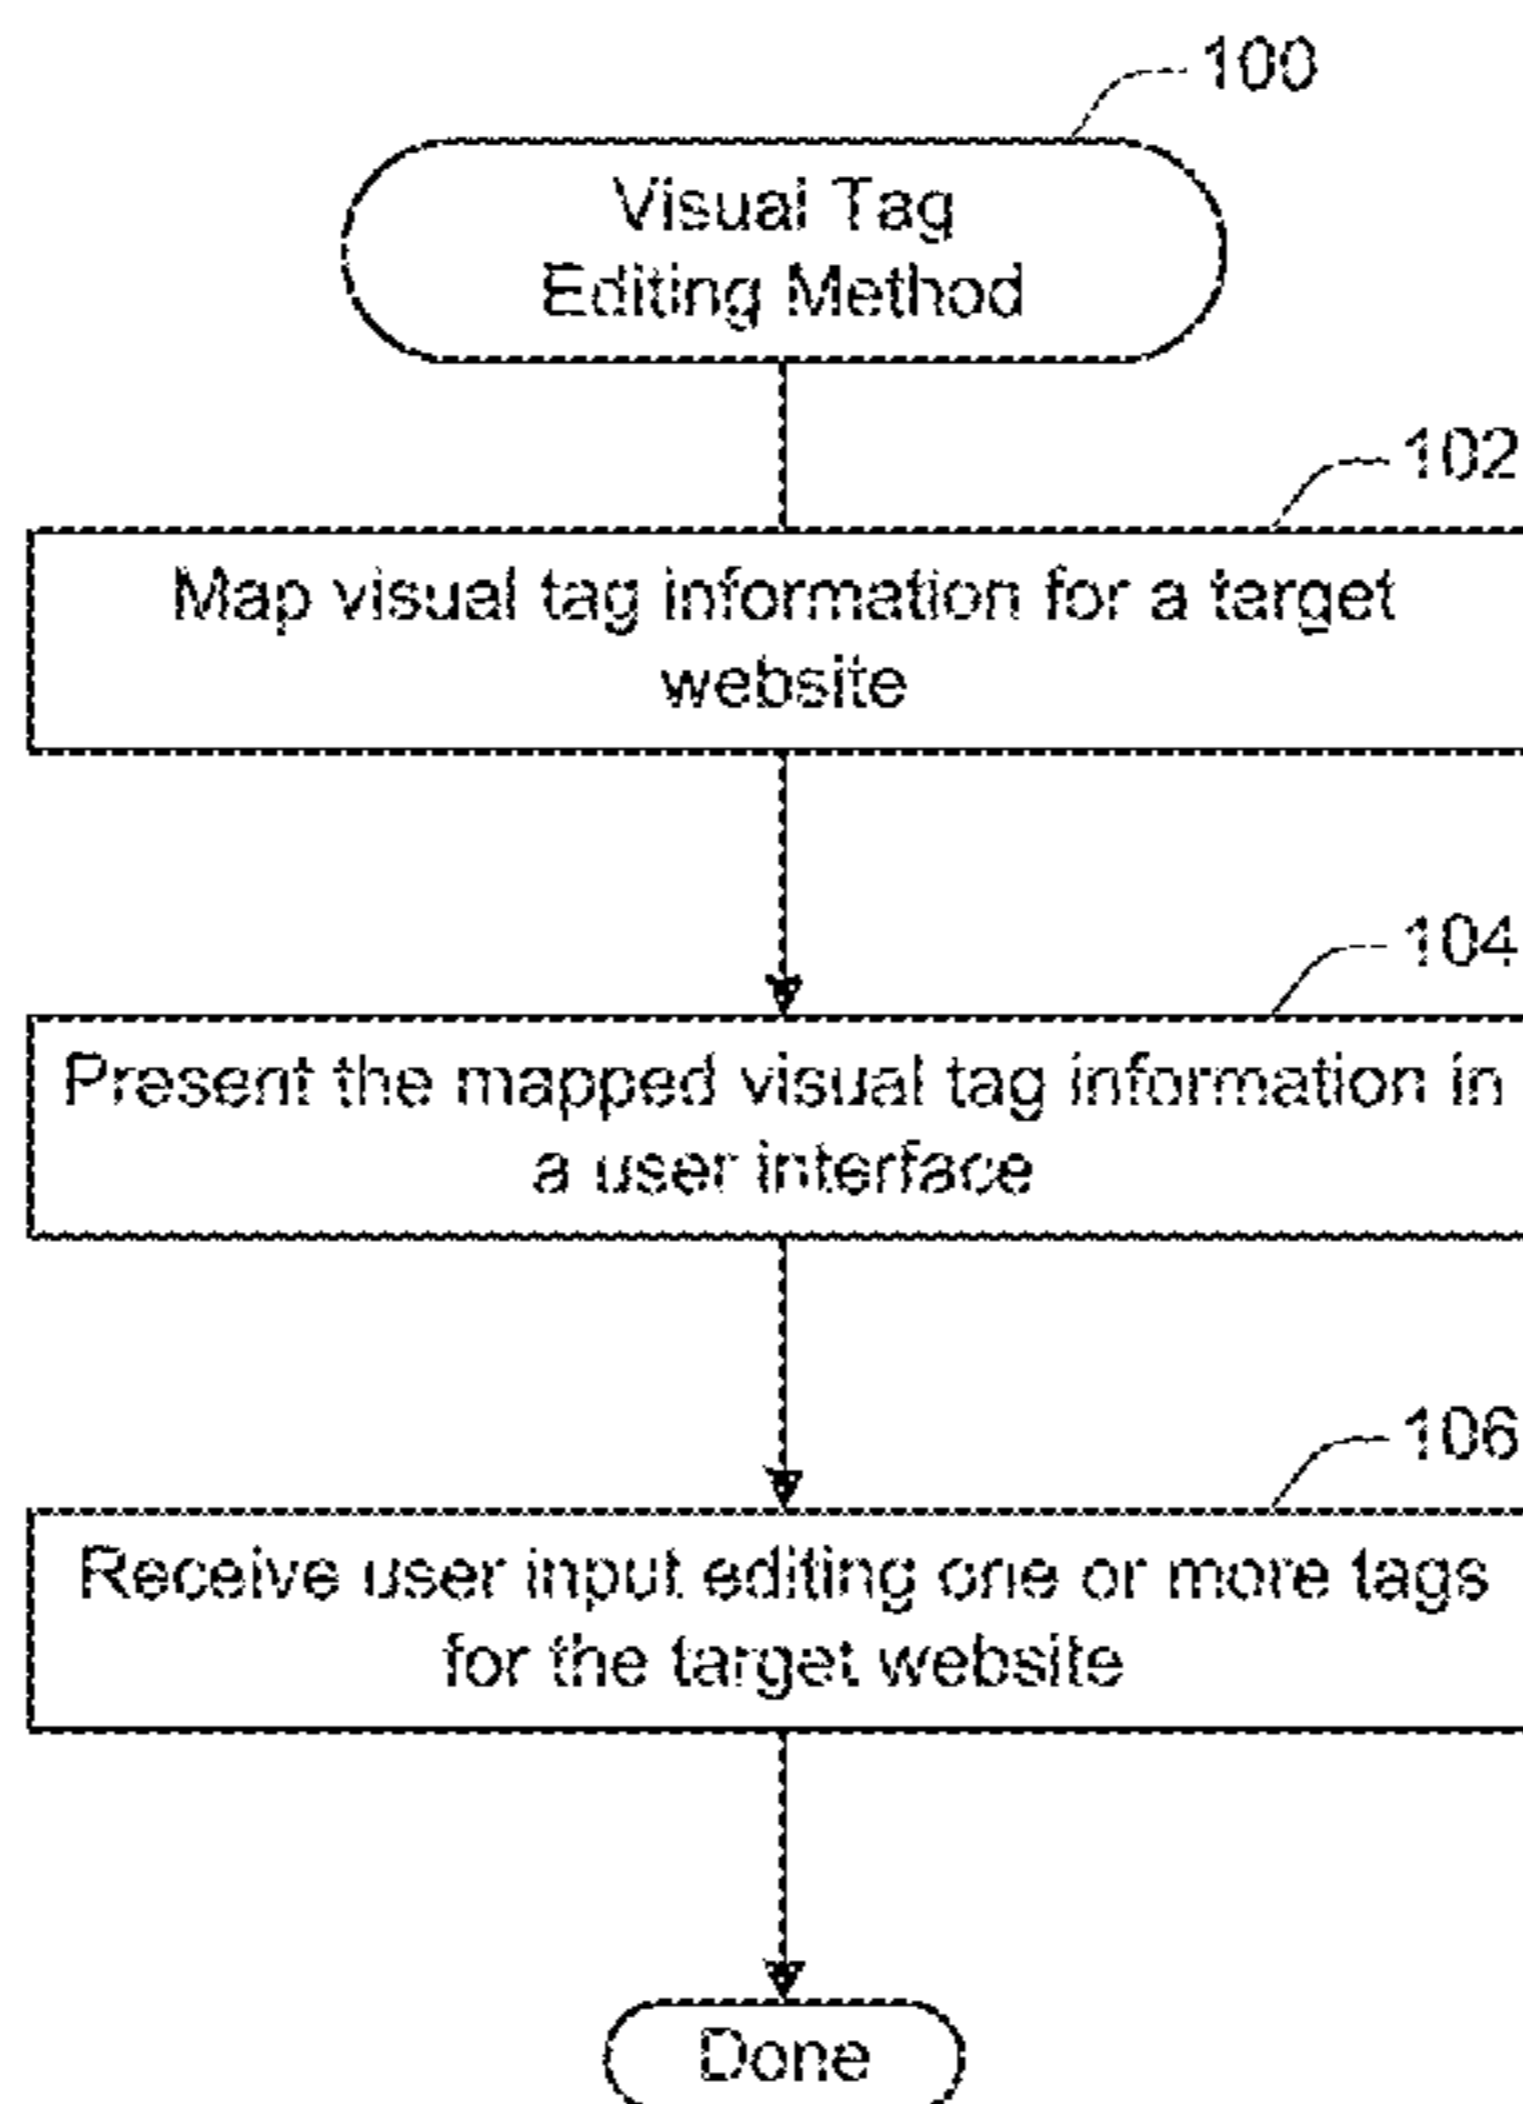 100
Visual Tag
Editing Method
102
Map visual tag information for a target
website
104
Present the mapped visual tag information in
a user interface
106
Receive user input editing one or more tags
for the target website
Done